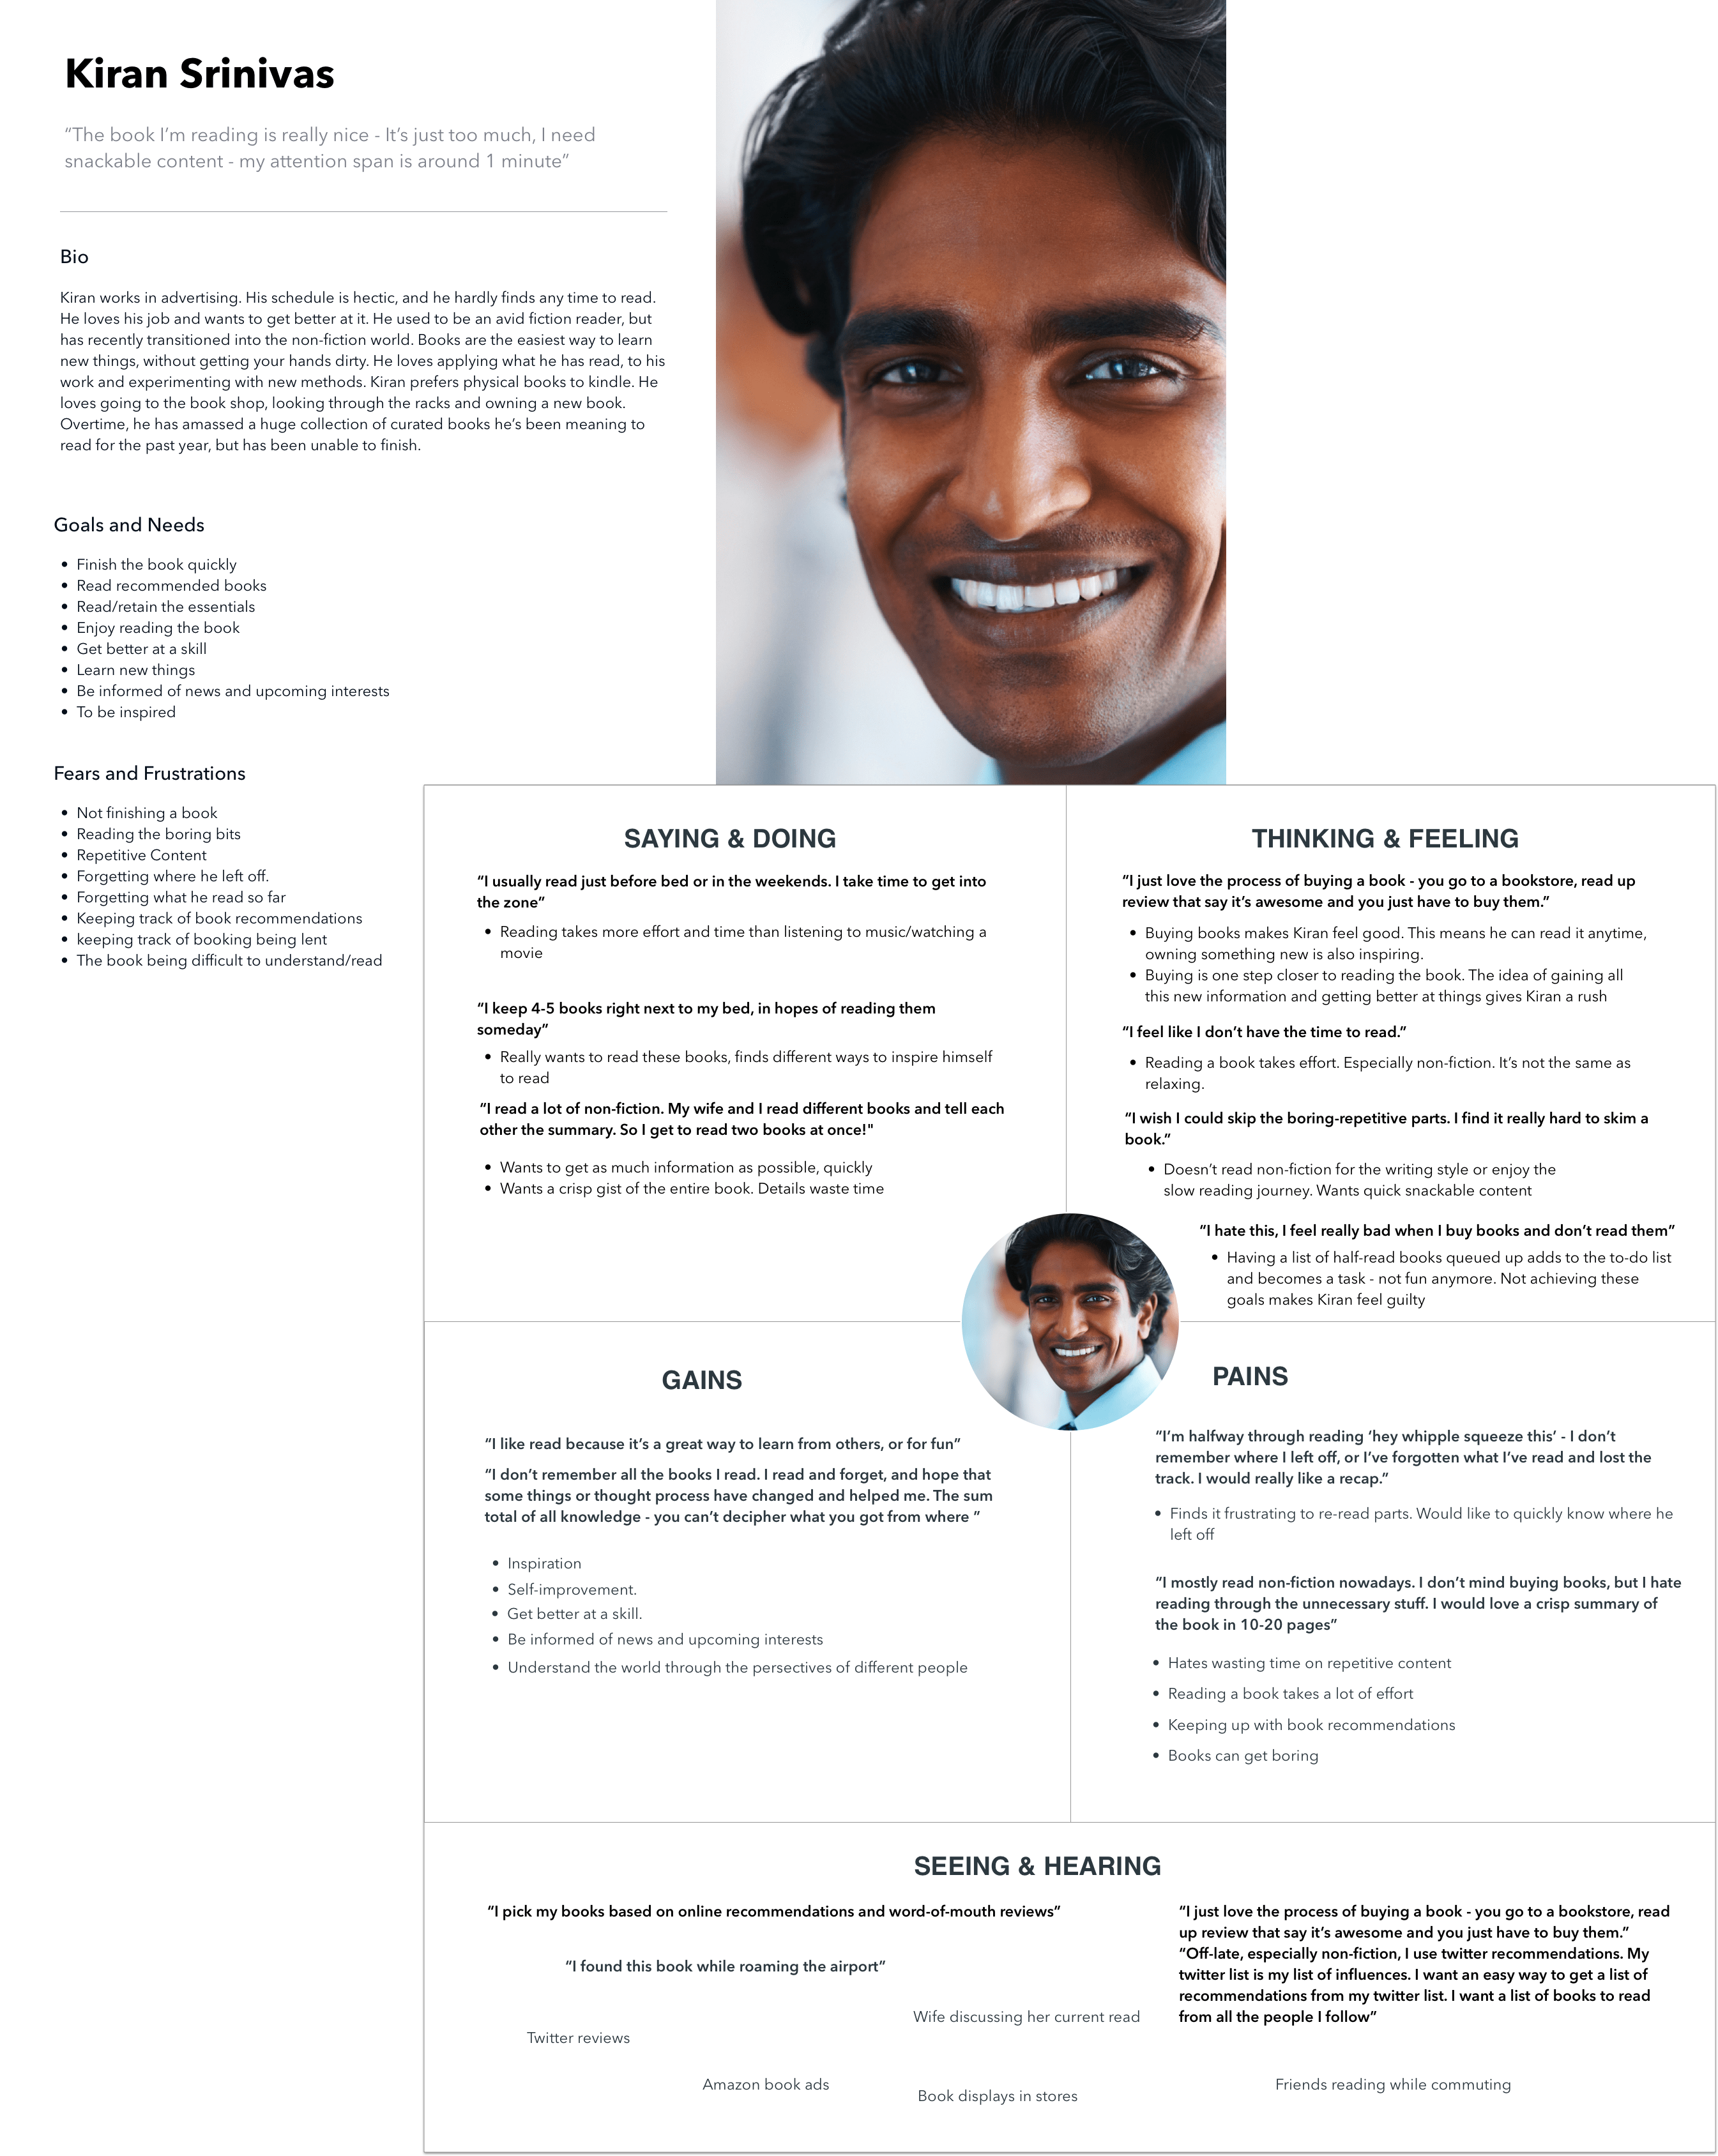 Kiran Srinivas
“The book I’m reading is really nice - It’s just too much, I need
snackable content - my attention span is around 1 minute”
Bio
Kiran works in advertising. His schedule is hectic, and he hardly finds any time to read.
He loves his job and wants to get better at it. He used to be an avid fiction reader, but
has recently transitioned into the non-fiction world. Books are the easiest way to learn
new things, without getting your hands dirty. He loves applying what he has read, to his
work and experimenting with new methods. Kiran prefers physical books to kindle. He
loves going to the book shop, looking through the racks and owning a new book.
Overtime, he has amassed a huge collection of curated books he’s been meaning to
read for the past year, but has been unable to finish.
Goals and Needs
• Finish the book quickly
• Read recommended books
• Read/retain the essentials
• Enjoy reading the book
• Get better at a skill
• Learn new things
• Be informed of news and upcoming interests
• To be inspired
Fears and Frustrations
• Not finishing a book
• Reading the boring bits
• Repetitive Content
• Forgetting where he left off.
• Forgetting what he read so far
• Keeping track of book recommendations
• keeping track of booking being lent
• The book being difficult to understand/read
SAYING & DOING
“I usually read just before bed or in the weekends. I take time to get into
the zone”
• Reading takes more effort and time than listening to music/watching a
movie
“I keep 4-5 books right next to my bed, in hopes of reading them
someday”
• Really wants to read these books, finds different ways to inspire himself
to read
“I read a lot of non-fiction. My wife and I read different books and tell each
other the summary. So I get to read two books at once!"
• Wants to get as much information as possible, quickly
• Wants a crisp gist of the entire book. Details waste time
THINKING & FEELING
“I just love the process of buying a book - you go to a bookstore, read up
review that say it’s awesome and you just have to buy them.”
• Buying books makes Kiran feel good. This means he can read it anytime,
owning something new is also inspiring.
• Buying is one step closer to reading the book. The idea of gaining all
this new information and getting better at things gives Kiran a rush
“I feel like I don’t have the time to read.”
• Reading a book takes effort. Especially non-fiction. It’s not the same as
relaxing.
“I wish I could skip the boring-repetitive parts. I find it really hard to skim a
book.”
• Doesn’t read non-fiction for the writing style or enjoy the
slow reading journey. Wants quick snackable content
“I hate this, I feel really bad when I buy books and don’t read them”
• Having a list of half-read books queued up adds to the to-do list
and becomes a task - not fun anymore. Not achieving these
goals makes Kiran feel guilty
GAINS
“I like read because it’s a great way to learn from others, or for fun”
“I don’t remember all the books I read. I read and forget, and hope that
some things or thought process have changed and helped me. The sum
total of all knowledge - you can’t decipher what you got from where ”
• Inspiration
• Self-improvement.
• Get better at a skill.
• Be informed of news and upcoming interests
• Understand the world through the persectives of different people
PAINS
“I’m halfway through reading ‘hey whipple squeeze this’ - I don’t
remember where I left off, or I’ve forgotten what I’ve read and lost the
track. I would really like a recap.”
• Finds it frustrating to re-read parts. Would like to quickly know where he
left off
“I mostly read non-fiction nowadays. I don’t mind buying books, but I hate
reading through the unnecessary stuff. I would love a crisp summary of
the book in 10-20 pages”
• Hates wasting time on repetitive content
• Reading a book takes a lot of effort
• Keeping up with book recommendations
• Books can get boring
SEEING & HEARING
“I pick my books based on online recommendations and word-of-mouth reviews”
“I found this book while roaming the airport”
Wife discussing her current read
Twitter reviews
Amazon book ads
Book displays in stores
“I just love the process of buying a book - you go to a bookstore, read
up review that say it’s awesome and you just have to buy them.”
“Off-late, especially non-fiction, I use twitter recommendations. My
twitter list is my list of influences. I want an easy way to get a list of
recommendations from my twitter list. I want a list of books to read
from all the people I follow”
Friends reading while commuting